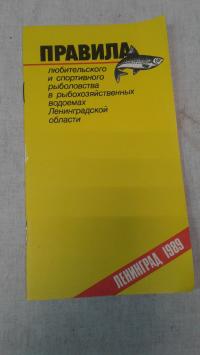 ПРАВИЛА
любительского
и спортивного
рыболовства
в рыбохозяйственных
водоемах
Ленинградской
области
ЛЕНИНГРАД 1989